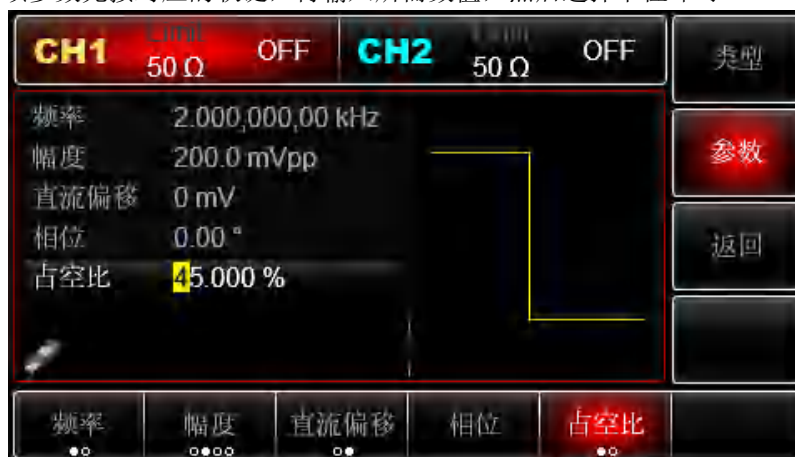 CH1 Limit 50 Ω OFF CH2 Limit 50 Ω OFF
类型
频率 2.000,000,00 kHz
幅度 200.0 mVpp
参数
直流偏移 0 mV
相位 0.00 °
返回
占空比 45.000 %
频率 幅度 直流偏移 相位 占空比